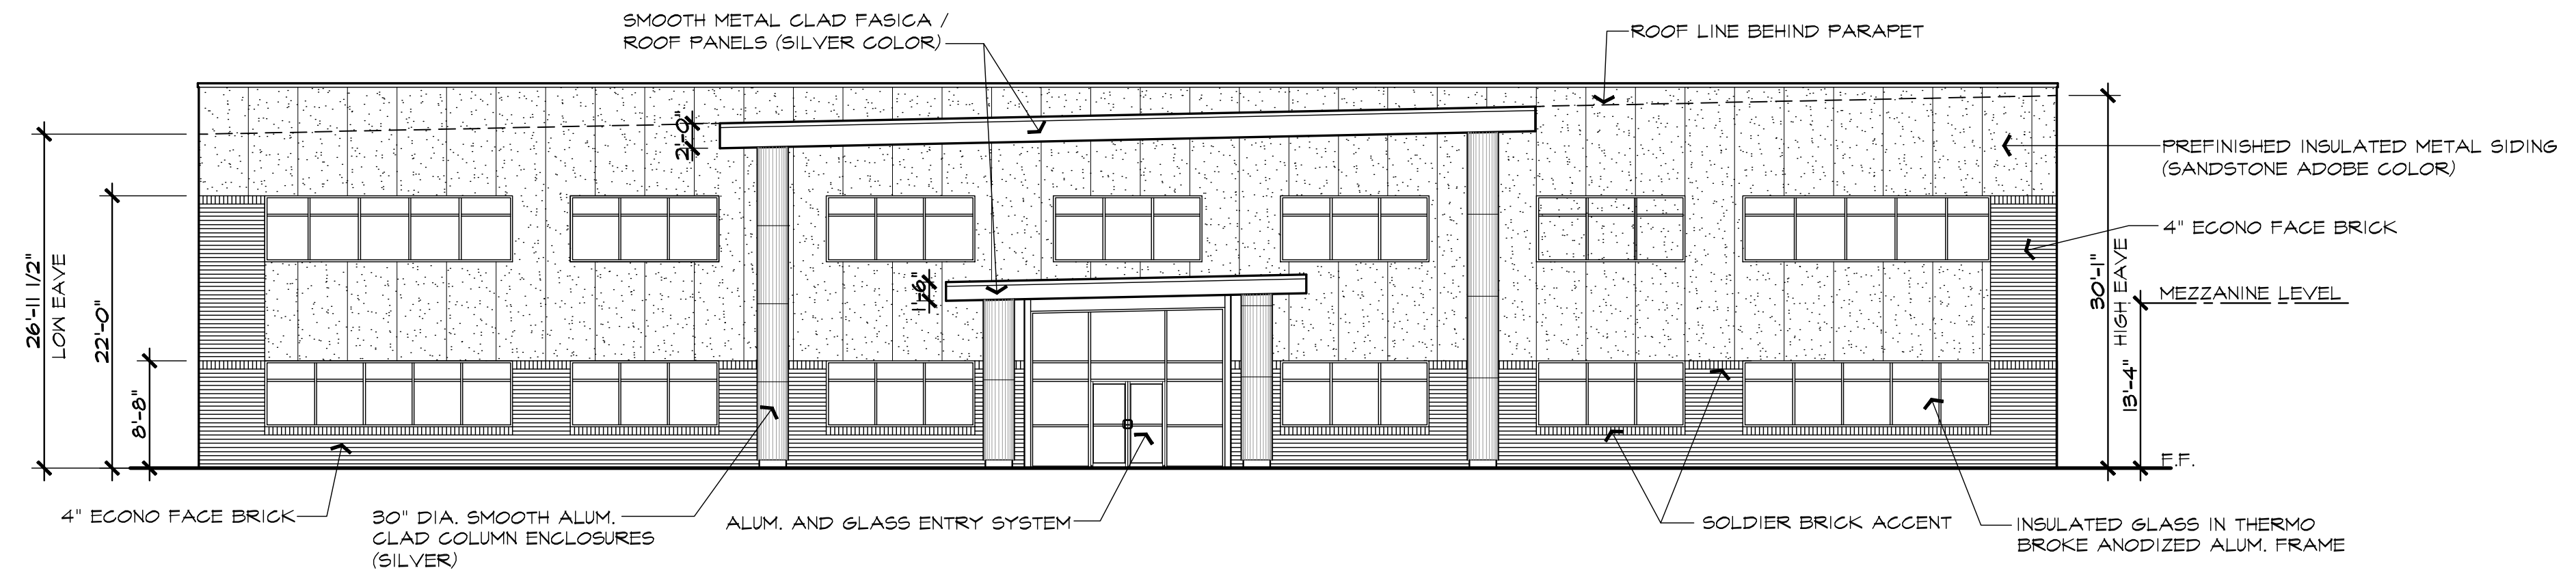 SMOOTH METAL CLAD FASICA /
ROOF PANELS (SILVER COLOR)
ROOF LINE BEHIND PARAPET
2'-0"
PREFINISHED INSULATED METAL SIDING
(SANDSTONE ADOBE COLOR)
4" ECONO FACE BRICK
26'-11 1/2"
LOW EAVE
22'-0"
8'-8"
1'-6"
30'-1"
HIGH EAVE
MEZZANINE LEVEL
13'-4"
F.F.
4" ECONO FACE BRICK
30" DIA. SMOOTH ALUM.
CLAD COLUMN ENCLOSURES
(SILVER)
ALUM. AND GLASS ENTRY SYSTEM
SOLDIER BRICK ACCENT
INSULATED GLASS IN THERMO
BROKE ANODIZED ALUM. FRAME